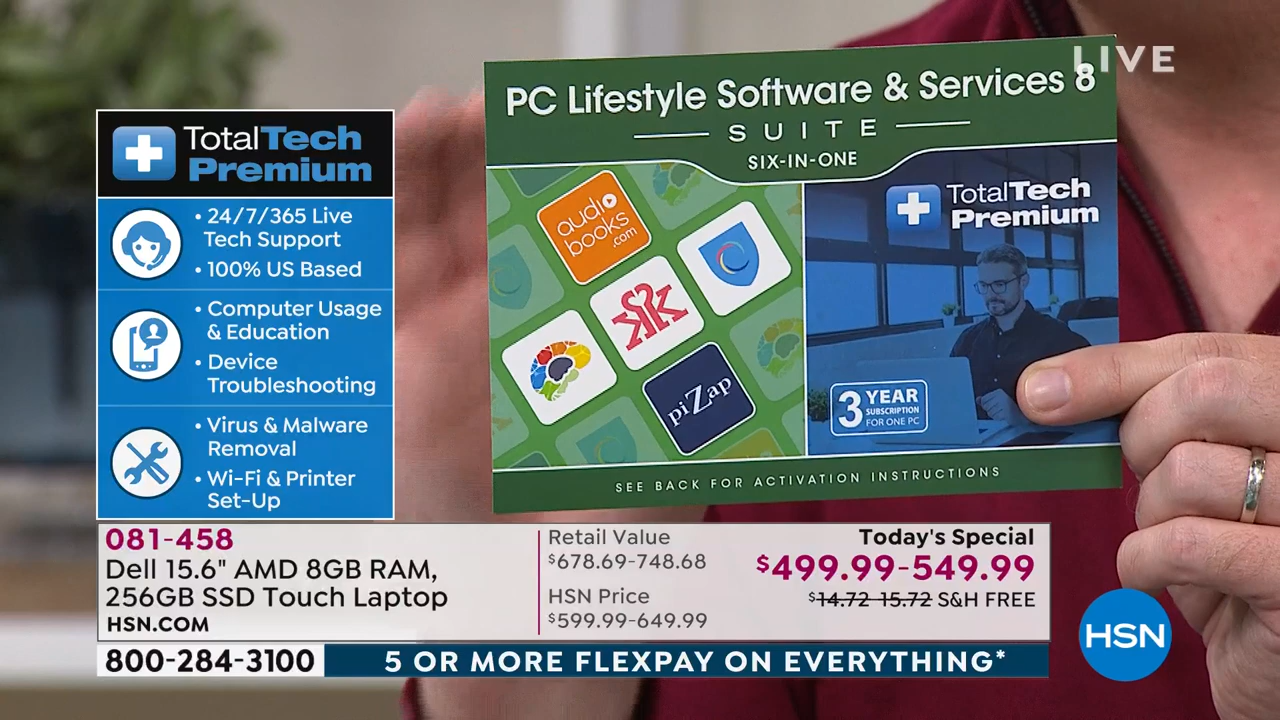 LIVE
PC Lifestyle Software & Services 8
SUITE
SIX-IN-ONE
audio
books
.com
piZap
TotalTech
Premium
3 YEAR
SUBSCRIPTION
FOR ONE PC
SEE BACK FOR ACTIVATION INSTRUCTIONS
TotalTech
Premium
• 24/7/365 Live
Tech Support
• 100% US Based
• Computer Usage
& Education
• Device
Troubleshooting
• Virus & Malware
Removal
• Wi-Fi & Printer
Set-Up
081-458
Dell 15.6" AMD 8GB RAM,
256GB SSD Touch Laptop
HSN.COM
Retail Value
$678.69-748.68
HSN Price
$599.99-649.99
Today's Special
$499.99-549.99
$14.72-15.72 S&H FREE
HSN
800-284-3100
5 OR MORE FLEXPAY ON EVERYTHING*